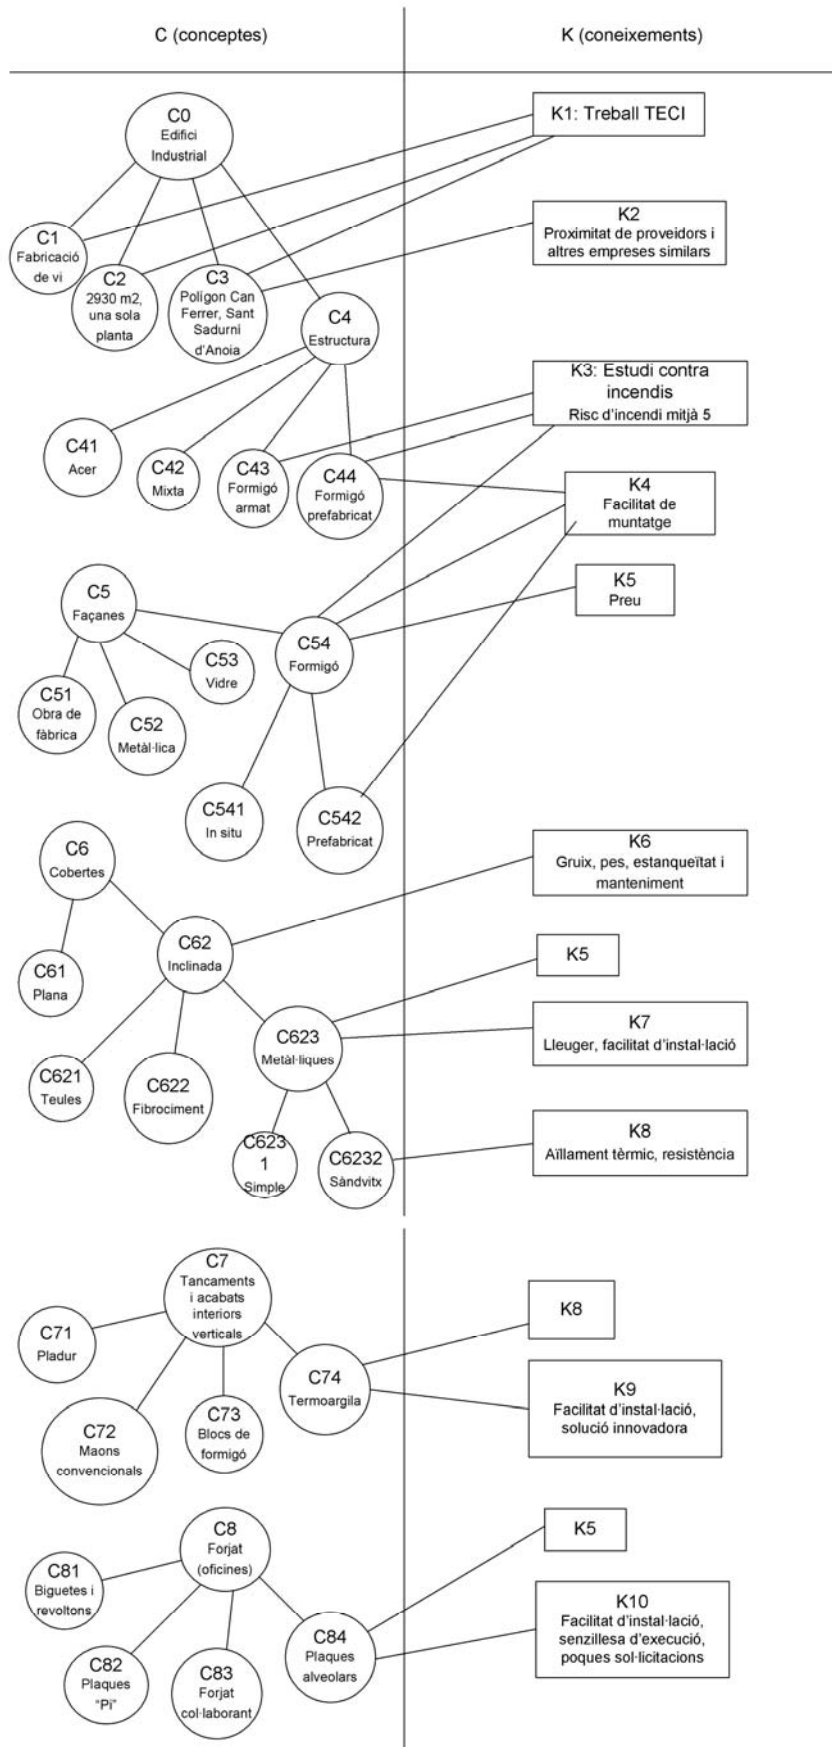 C (conceptes)
K (coneixements)
C0
Edifici
Industrial
K1: Treball TECI
C1
Fabricació
de vi
C2
2930 m2,
una sola
planta
C3
Polígon Can
Ferrer, Sant
Sadurní
d'Anoia
K2
Proximitat de proveïdors i
altres empreses similars
C4
Estructura
K3: Estudi contra
incendis
Risc d'incendi mitjà 5
C41
Acer
C42
Mixta
C43
Formigó
armat
C44
Formigó
prefabricat
K4
Facilitat de
muntatge
C5
Façanes
K5
Preu
C54
Formigó
C53
Vidre
C51
Obra de
fàbrica
C52
Metàl·lica
C541
In situ
C542
Prefabricat
C6
Cobertes
K6
Gruix, pes, estanqueïtat i
manteniment
C62
Inclinada
C61
Plana
K5
C623
Metàl·liques
K7
Lleuger, facilitat d'instal·lació
C621
Teules
C622
Fibrociment
C623
1
Simple
C6232
Sàndvitx
K8
Aïllament tèrmic, resistència
C7
Tancaments
i acabats
interiors
verticals
K8
C71
Pladur
C74
Termoargila
K9
Facilitat d'instal·lació,
solució innovadora
C72
Maons
convencionals
C73
Blocs de
formigó
C8
Forjat
(oficines)
K5
C81
Biguetes i
revoltons
K10
Facilitat d'instal·lació,
senzillesa d'execució,
poques sol·licitacions
C84
Plaques
alveolars
C82
Plaques
"Pi"
C83
Forjat
col·laborant